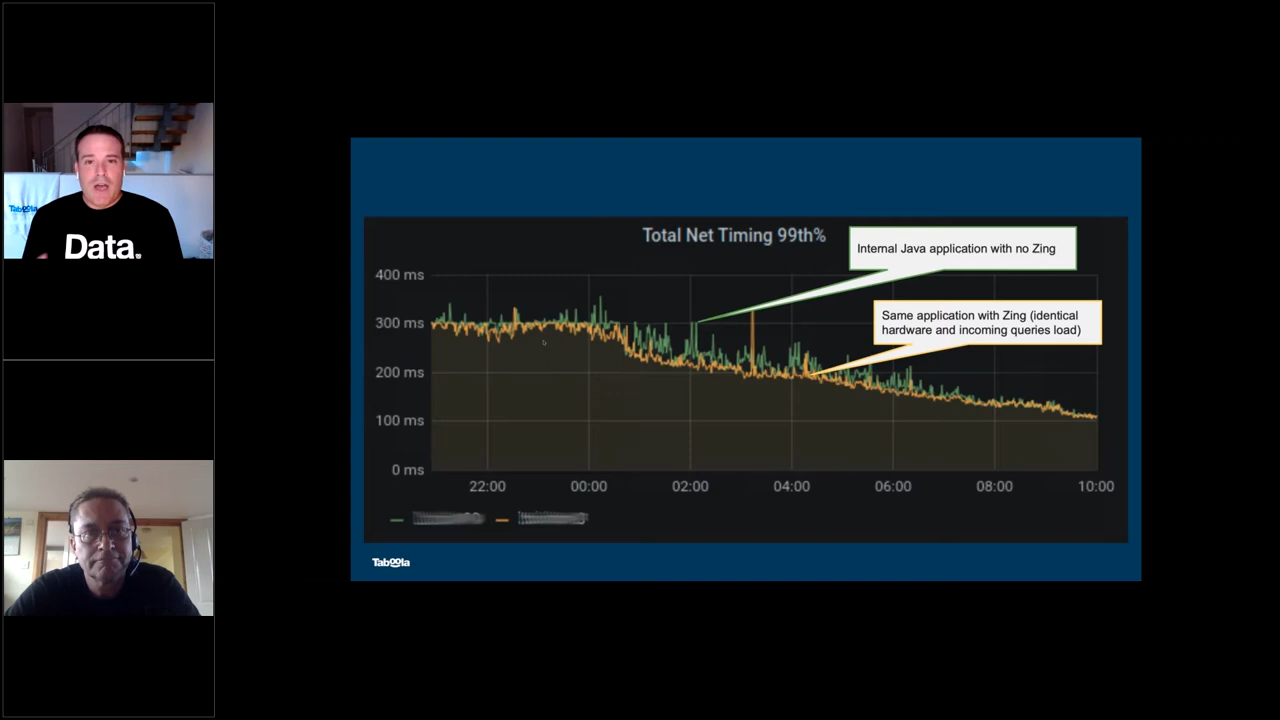 Taboola
Data.
Total Net Timing 99th%
Internal Java application with no Zing
Same application with Zing (identical
hardware and incoming queries load)
400 ms
300 ms
200 ms
100 ms
0 ms
22:00
00:00
02:00
04:00
06:00
08:00
10:00
Taboola